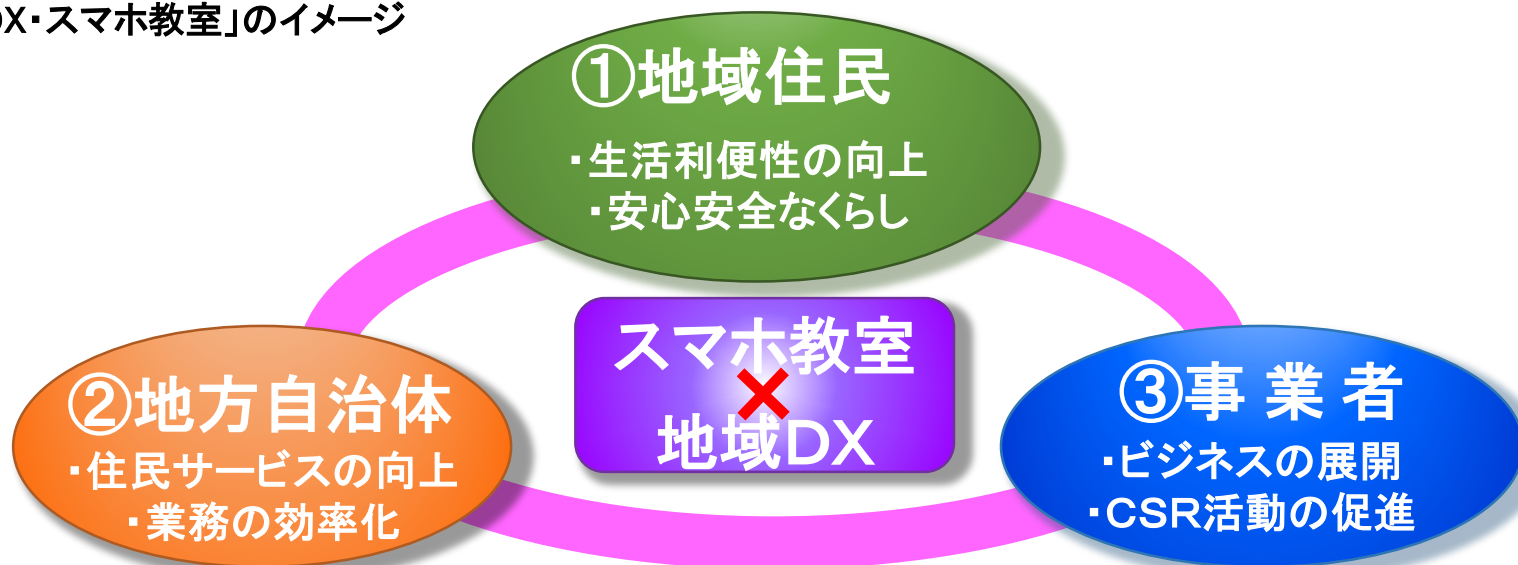 DX・スマホ教室」のイメージ
①地域住民
・生活利便性の向上
・安心安全なくらし
スマホ教室
×
地域DX
②地方自治体
・住民サービスの向上
・業務の効率化
③事業者
・ビジネスの展開
・CSR活動の促進